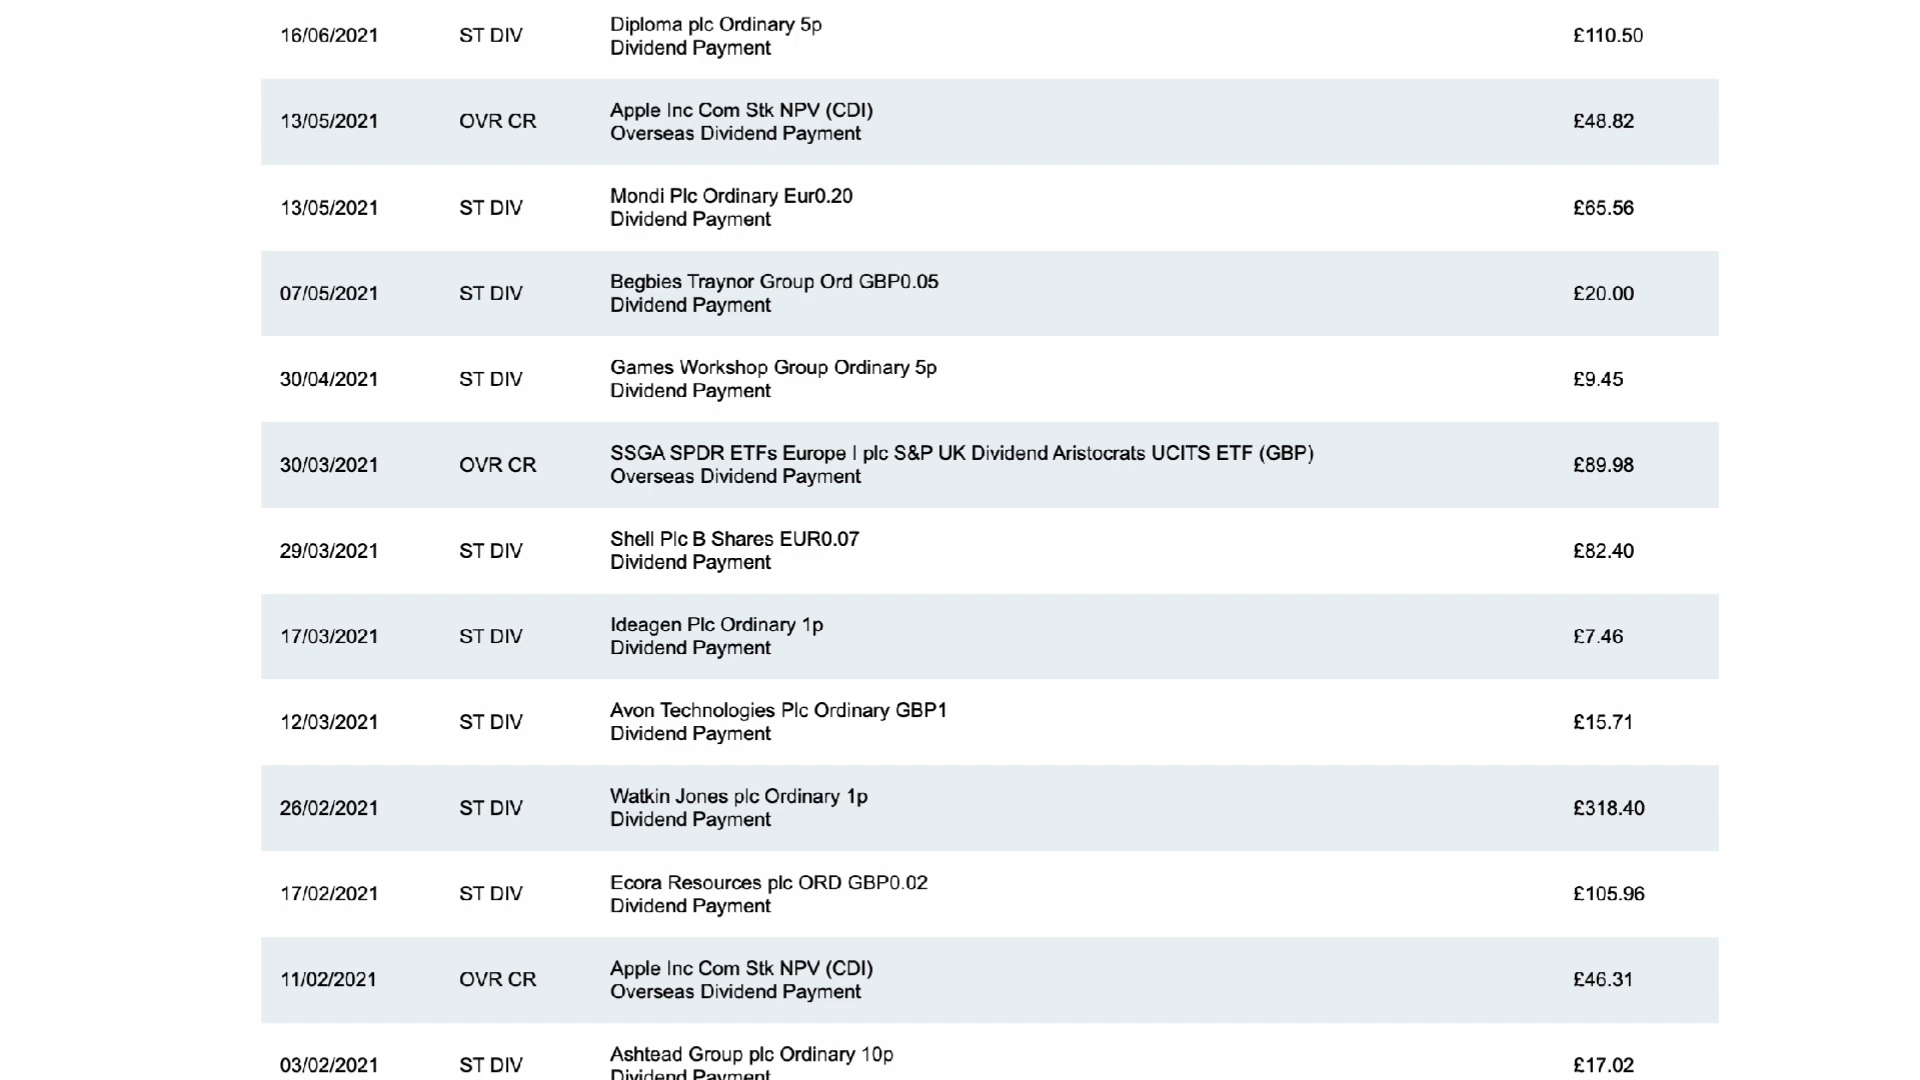 16/06/2021 ST DIV Diploma plc Ordinary 5p £110.50
Dividend Payment
13/05/2021 OVR CR Apple Inc Com Stk NPV (CDI) £48.82
Overseas Dividend Payment
13/05/2021 ST DIV Mondi Plc Ordinary Eur0.20 £65.56
Dividend Payment
07/05/2021 ST DIV Begbies Traynor Group Ord GBP0.05 £20.00
Dividend Payment
30/04/2021 ST DIV Games Workshop Group Ordinary 5p £9.45
Dividend Payment
30/03/2021 OVR CR SSGA SPDR ETFs Europe I plc S&P UK Dividend Aristocrats UCITS ETF (GBP) £89.98
Overseas Dividend Payment
29/03/2021 ST DIV Shell Plc B Shares EUR0.07 £82.40
Dividend Payment
17/03/2021 ST DIV Ideagen Plc Ordinary 1p £7.46
Dividend Payment
12/03/2021 ST DIV Avon Technologies Plc Ordinary GBP1 £15.71
Dividend Payment
26/02/2021 ST DIV Watkin Jones plc Ordinary 1p £318.40
Dividend Payment
17/02/2021 ST DIV Ecora Resources plc ORD GBP0.02 £105.96
Dividend Payment
11/02/2021 OVR CR Apple Inc Com Stk NPV (CDI) £46.31
Overseas Dividend Payment
03/02/2021 ST DIV Ashtead Group plc Ordinary 10p £17.02
Dividend Payment